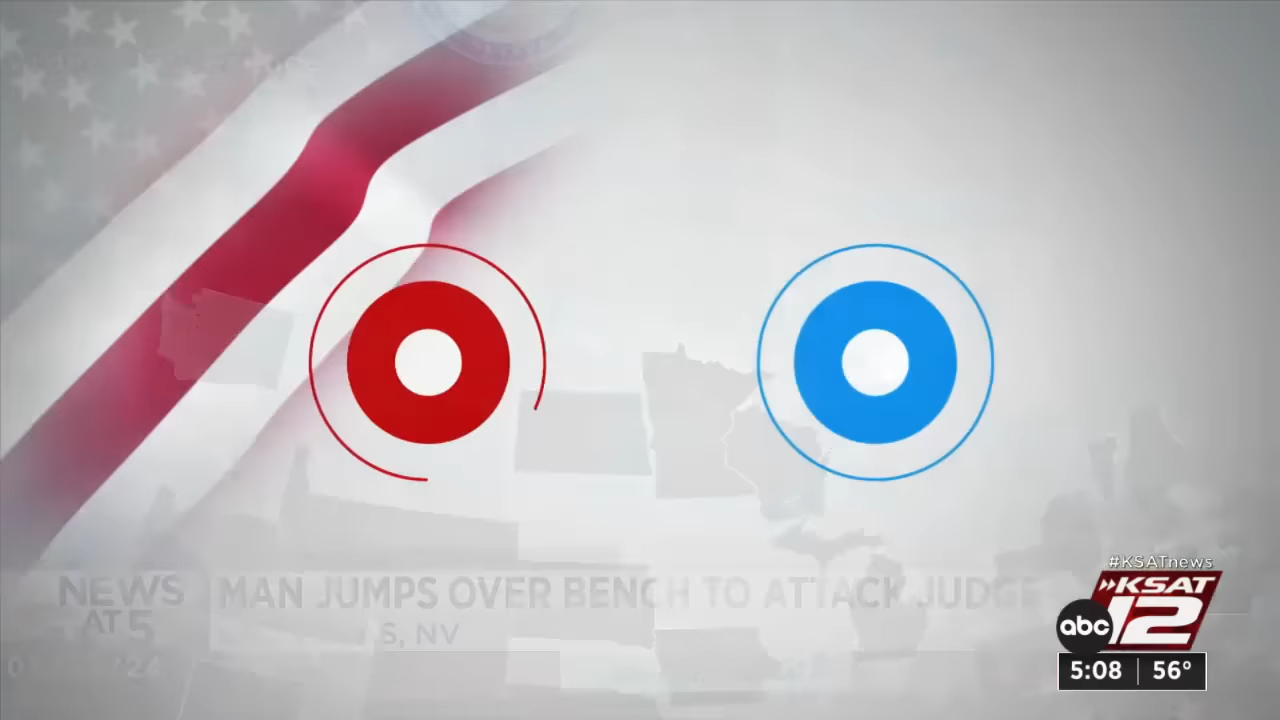 NEWS
AT 5
MAN JUMPS OVER BENCH TO ATTACK JUDGE
S, NV
#KSATnews
KSAT
abc 12
5:08 56°